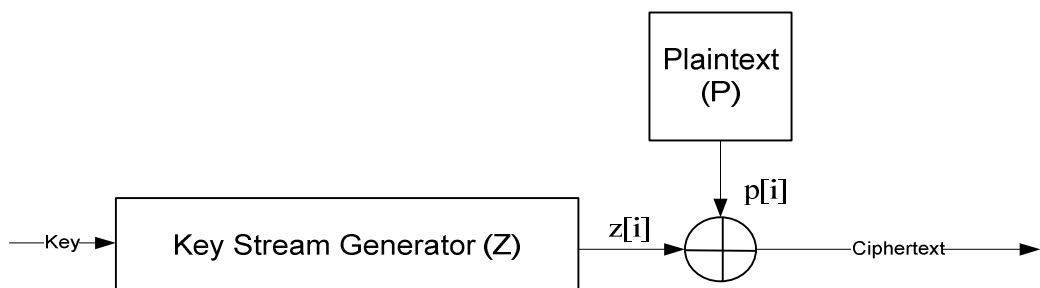 Plaintext
(P)
p[i]
Key
Key Stream Generator (Z)
z[i]
Ciphertext